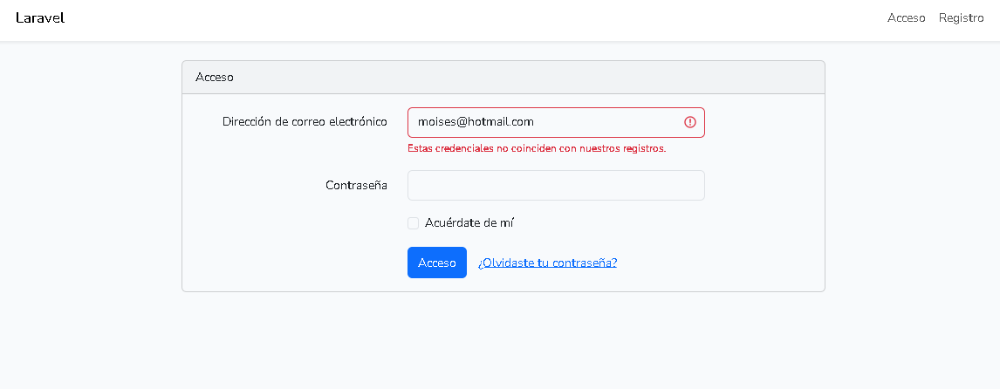 Laravel
Acceso Registro
Acceso
Dirección de correo electrónico
moises@hotmail.com
Estas credenciales no coinciden con nuestros registros.
Contraseña
Acuérdate de mí
Acceso ¿Olvidaste tu contraseña?